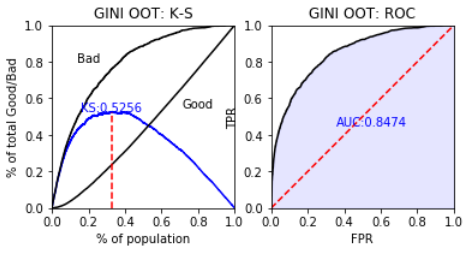 GINI OOT: K-S
% of total Good/Bad
1.0
0.8
0.6
0.4
0.2
0.0
Bad
KS:0.5256
Good
0.0 0.2 0.4 0.6 0.8 1.0
% of population
GINI OOT: ROC
TPR
1.0
0.8
0.6
0.4
0.2
0.0
AUC:0.8474
0.0 0.2 0.4 0.6 0.8 1.0
FPR